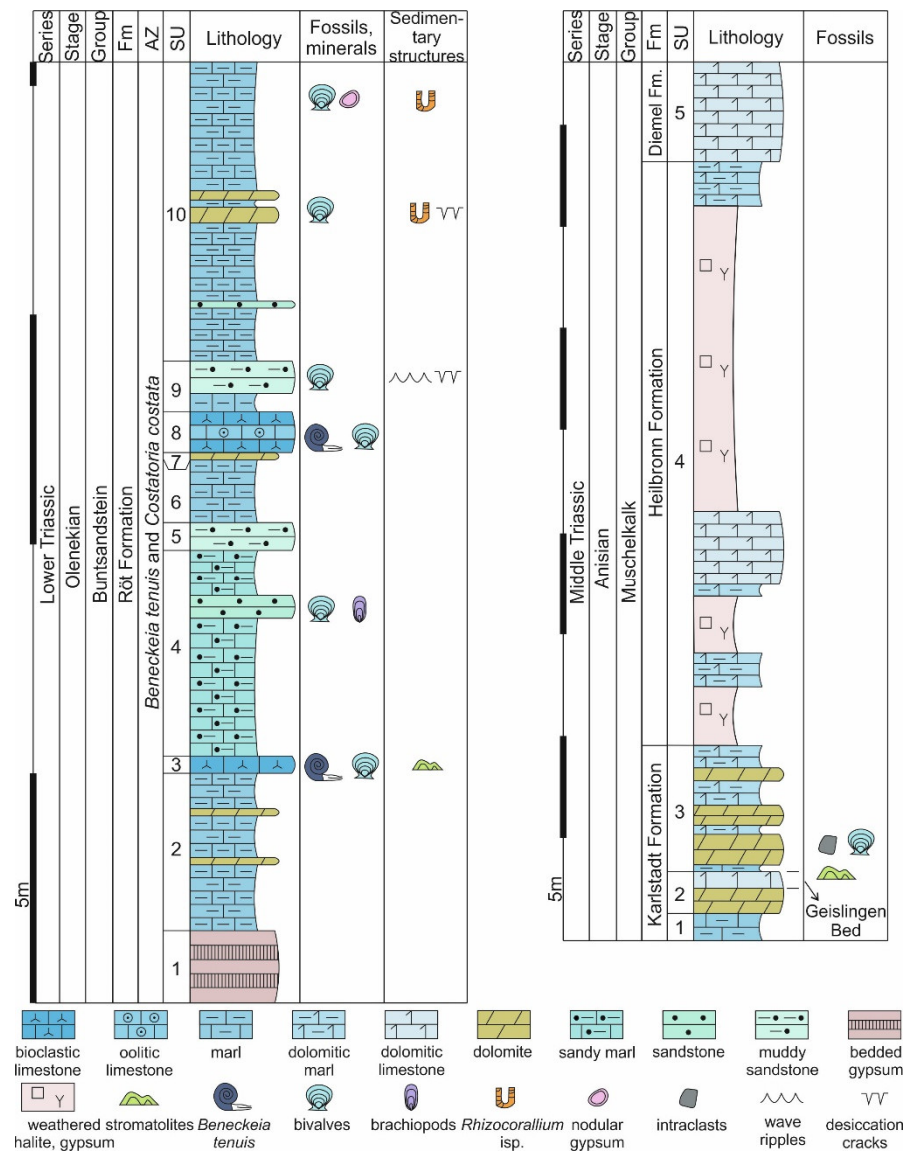 Series
Stage
Group
Fm
AZ
SU
Lithology
Fossils,
minerals
Sedimen-
tary
structures
5m
Lower Triassic
Olenekian
Buntsandstein
Röt Formation
Beneckeia tenuis and Costatoria costata
10
9
8
7
6
5
4
3
2
1
Series
Stage
Group
Fm
SU
Lithology
Fossils
5m
Middle Triassic
Anisian
Muschelkalk
Diemel Fm.
Heilbronn Formation
Karlstadt Formation
5
4
3
2
1
Geislingen
Bed
bioclastic
limestone
oolitic
limestone
marl
dolomitic
marl
dolomitic
limestone
dolomite
sandy marl
sandstone
muddy
sandstone
bedded
gypsum
weathered
halite, gypsum
stromatolites
Beneckeia
tenuis
bivalves
brachiopods
Rhizocorallium
isp.
nodular
gypsum
intraclasts
wave
ripples
desiccation
cracks